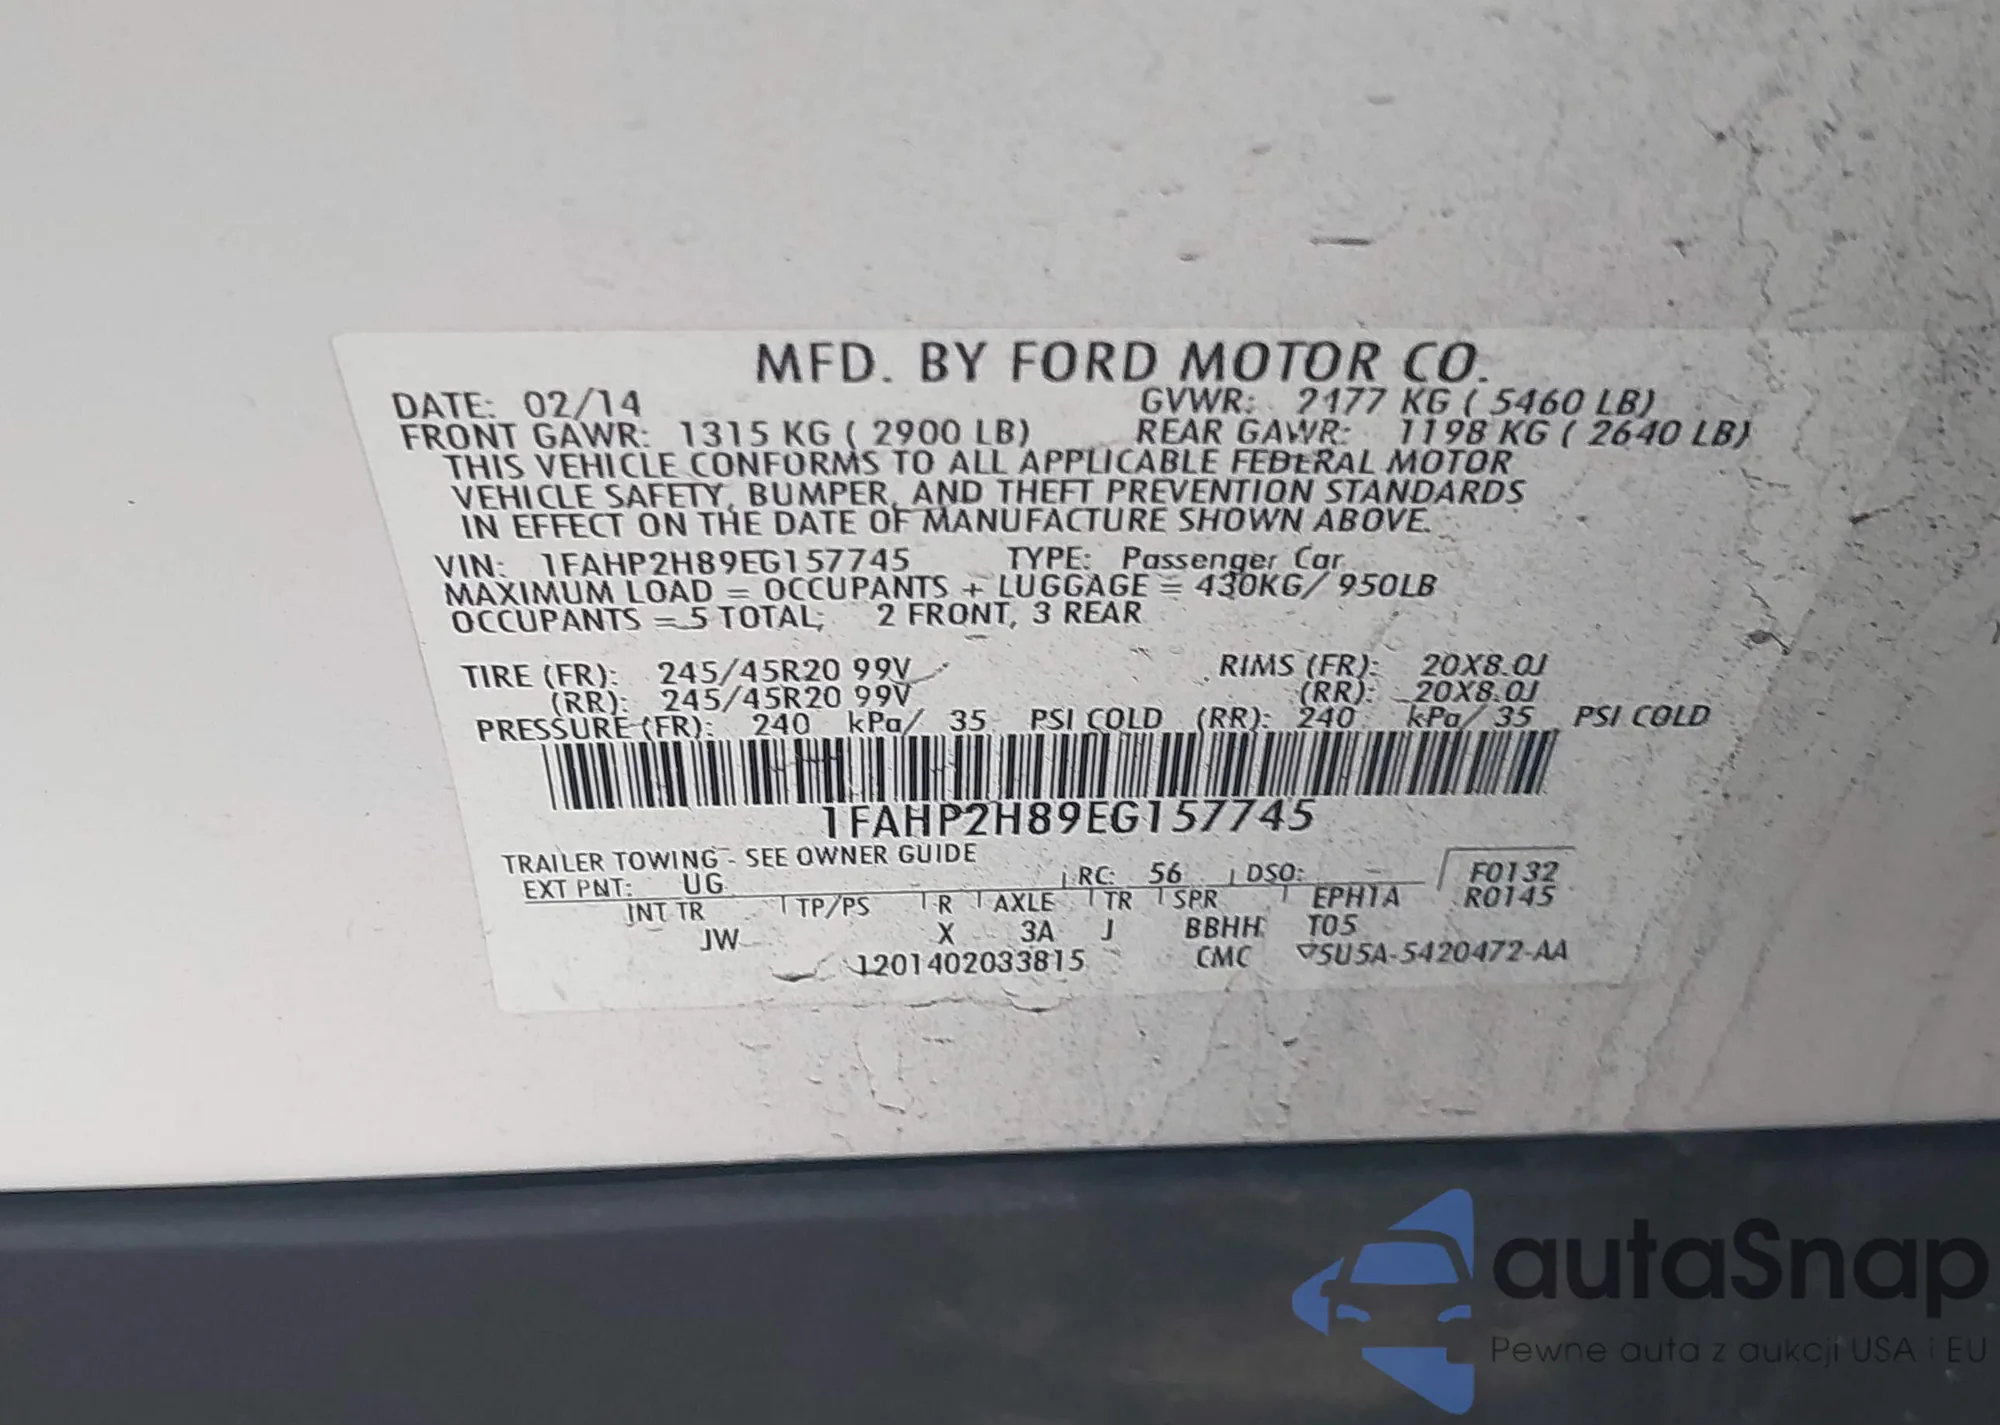 MFD. BY FORD MOTOR CO.
DATE: 02/14 GVWR: 2477 KG ( 5460 LB)
FRONT GAWR: 1315 KG ( 2900 LB) REAR GAWR: 1198 KG ( 2640 LB)
THIS VEHICLE CONFORMS TO ALL APPLICABLE FEDERAL MOTOR
VEHICLE SAFETY, BUMPER, AND THEFT PREVENTION STANDARDS
IN EFFECT ON THE DATE OF MANUFACTURE SHOWN ABOVE.
VIN: 1FAHP2H89EG157745 TYPE: Passenger Car
MAXIMUM LOAD = OCCUPANTS + LUGGAGE = 430KG/ 950LB
OCCUPANTS = 5 TOTAL; 2 FRONT, 3 REAR
TIRE (FR): 245/45R20 99V RIMS (FR): 20X8.0J
(RR): 245/45R20 99V (RR): 20X8.0J
PRESSURE (FR): 240 kPa/ 35 PSI COLD (RR): 240 kPa/ 35 PSI COLD
1FAHP2H89EG157745
TRAILER TOWING - SEE OWNER GUIDE
EXT PNT: UG RC: 56 DSO: F0132
INT TR TP/PS R AXLE TR SPR EPH1A R0145
JW X 3A J BBHH T05
1201402033815 CMC ▽5U5A-5420472-AA
autaSnap
Pewne auta z aukcji USA i EU